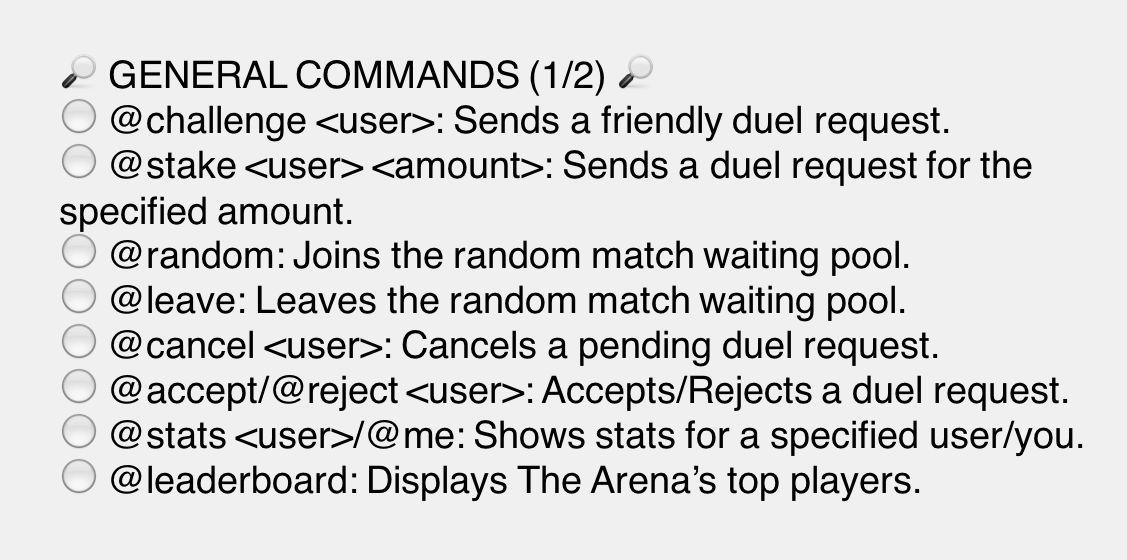 🔎 GENERAL COMMANDS (1/2) 🔎
⚪ @challenge <user>: Sends a friendly duel request.
⚪ @stake <user> <amount>: Sends a duel request for the
specified amount.
⚪ @random: Joins the random match waiting pool.
⚪ @leave: Leaves the random match waiting pool.
⚪ @cancel <user>: Cancels a pending duel request.
⚪ @accept/@reject <user>: Accepts/Rejects a duel request.
⚪ @stats <user>/@me: Shows stats for a specified user/you.
⚪ @leaderboard: Displays The Arena’s top players.